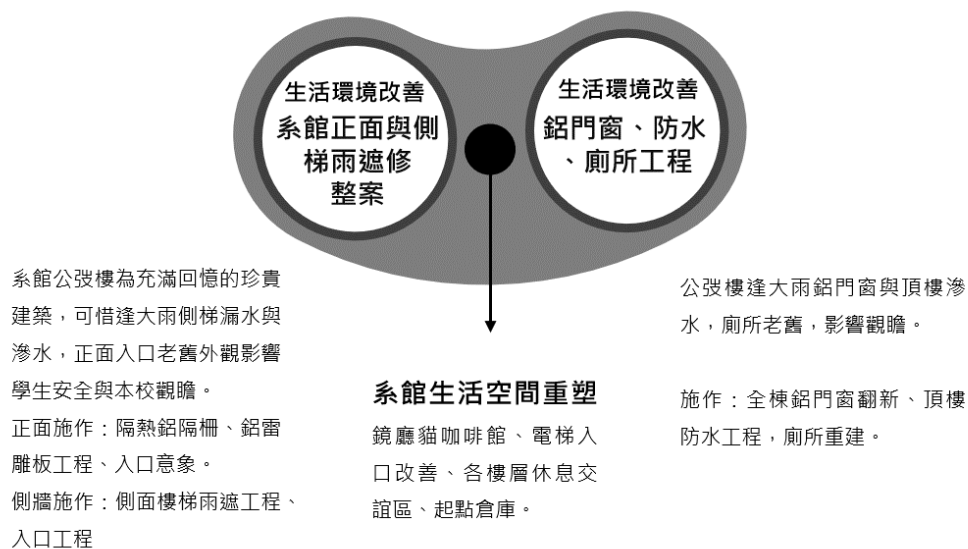 生活環境改善
系館正面與側
梯雨遮修
整案
生活環境改善
鋁門窗、防水
、廁所工程
系館公弢樓為充滿回憶的珍貴
建築，可惜逢大雨側梯漏水與
滲水，正面入口老舊外觀影響
學生安全與本校觀瞻。
正面施作：隔熱鋁隔柵、鋁雷
雕板工程、入口意象。
側牆施作：側面樓梯雨遮工程、
入口工程
系館生活空間重塑
鏡廳貓咖啡館、電梯入
口改善、各樓層休息交
誼區、起點倉庫。
公弢樓逢大雨鋁門窗與頂樓滲
水，廁所老舊，影響觀瞻。
施作：全棟鋁門窗翻新、頂樓
防水工程，廁所重建。